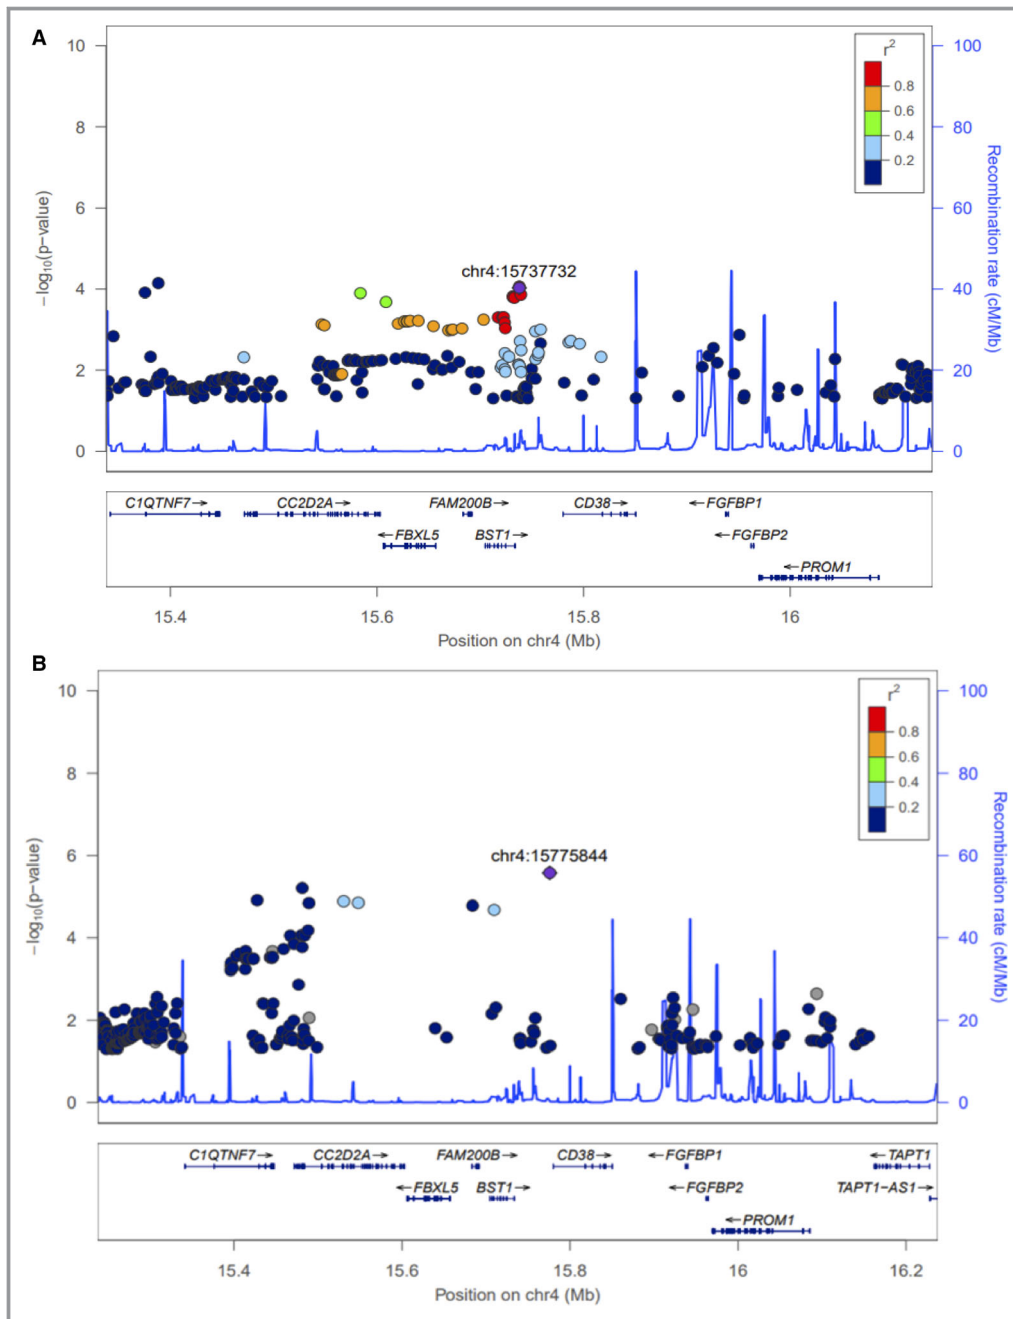 A
10
8
6
4
2
0
−log10(p−value)
100
80
60
40
20
0
Recombination rate (cM/Mb)
r2
0.8
0.6
0.4
0.2
chr4:15737732
C1QTNF7→ CC2D2A→ FAM200B→ CD38→ ←FGFBP1
←FBXL5 BST1→ ←FGFBP2
←PROM1
15.4 15.6 15.8 16
Position on chr4 (Mb)
B
10
8
6
4
2
0
−log10(p−value)
100
80
60
40
20
0
Recombination rate (cM/Mb)
r2
0.8
0.6
0.4
0.2
chr4:15775844
C1QTNF7→ CC2D2A→ FAM200B→ CD38→ ←FGFBP1 ←TAPT1
←FBXL5 BST1→ ←FGFBP2 TAPT1−AS1→
←PROM1
15.4 15.6 15.8 16 16.2
Position on chr4 (Mb)